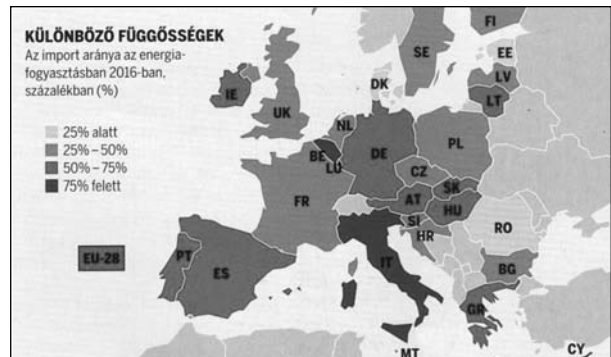 KÜLÖNBÖZŐ FÜGGŐSSÉGEK
Az import aránya az energia-
fogyasztásban 2016-ban,
százalékban (%)
25% alatt
25% – 50%
50% – 75%
75% felett
EU-28
FI
SE
EE
LV
LT
DK
IE
UK
NL
BE
LU
DE
PL
CZ
SK
AT
HU
FR
SI
HR
RO
BG
PT
ES
IT
GR
MT
CY